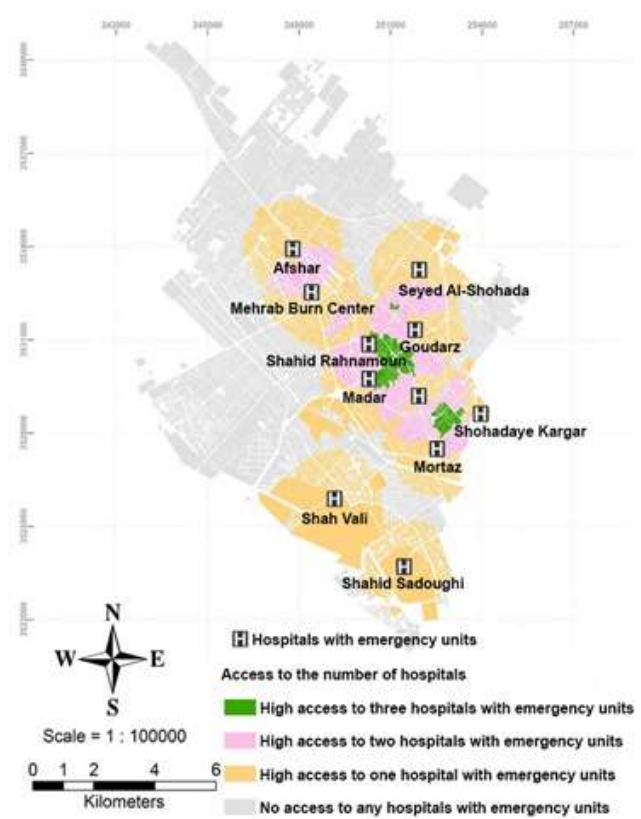 Afshar
Seyed Al-Shohada
Mehrab Burn Center
Goudarz
Shahid Rahnamoun
Madar
Shohadaye Kargar
Mortaz
Shah Vali
Shahid Sadoughi
N
W E
S
Scale = 1 : 100000
0 1 2 4 6
Kilometers
Hospitals with emergency units
Access to the number of hospitals
High access to three hospitals with emergency units
High access to two hospitals with emergency units
High access to one hospital with emergency units
No access to any hospitals with emergency units